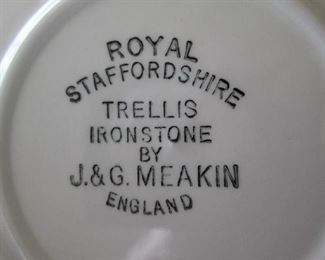 ROYAL
STAFFORDSHIRE
TRELLIS
IRONSTONE
BY
J.&G. MEAKIN
ENGLAND